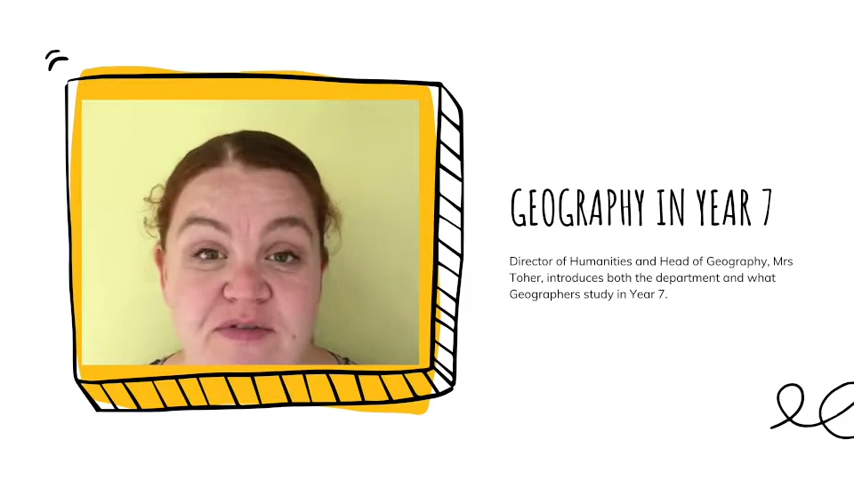 GEOGRAPHY IN YEAR 7
Director of Humanities and Head of Geography, Mrs
Toher, introduces both the department and what
Geographers study in Year 7.